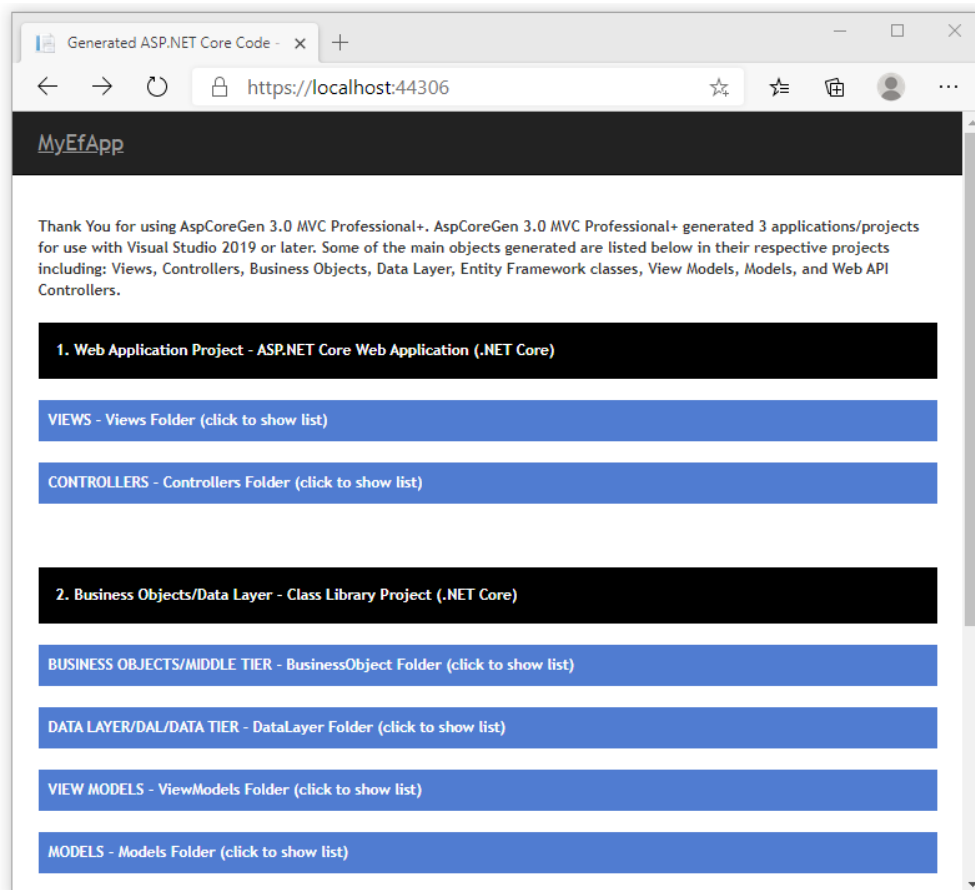 Generated ASP.NET Core Code -
https://localhost:44306
MyEfApp
Thank You for using AspCoreGen 3.0 MVC Professional+. AspCoreGen 3.0 MVC Professional+ generated 3 applications/projects
for use with Visual Studio 2019 or later. Some of the main objects generated are listed below in their respective projects
including: Views, Controllers, Business Objects, Data Layer, Entity Framework classes, View Models, Models, and Web API
Controllers.
1. Web Application Project - ASP.NET Core Web Application (.NET Core)
VIEWS - Views Folder (click to show list)
CONTROLLERS - Controllers Folder (click to show list)
2. Business Objects/Data Layer - Class Library Project (.NET Core)
BUSINESS OBJECTS/MIDDLE TIER - BusinessObject Folder (click to show list)
DATA LAYER/DAL/DATA TIER - DataLayer Folder (click to show list)
VIEW MODELS - ViewModels Folder (click to show list)
MODELS - Models Folder (click to show list)